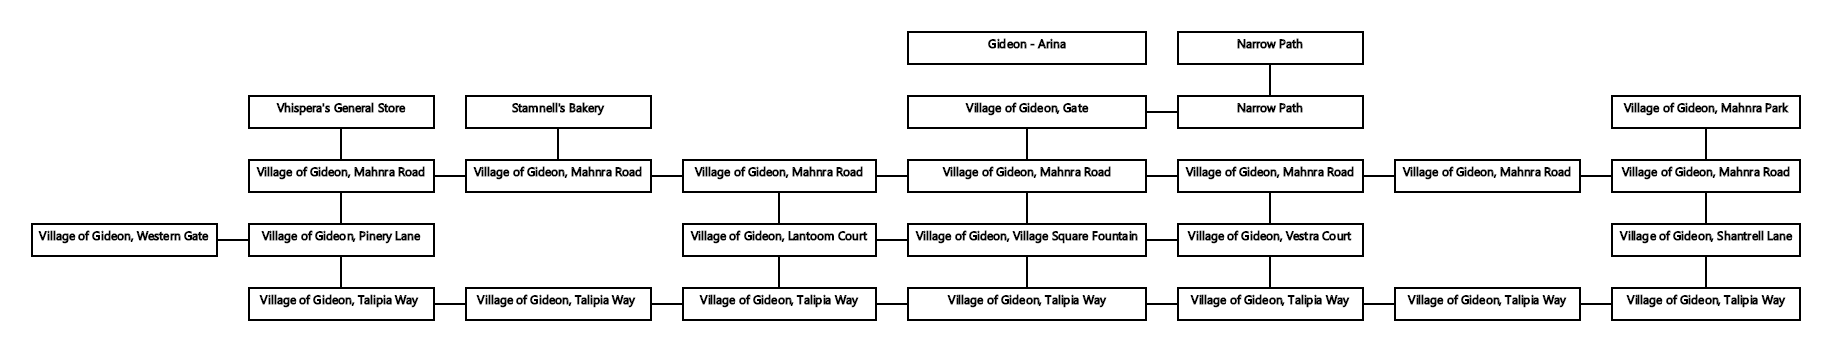 Gideon - Arina
Narrow Path
Vhispera's General Store
Stamnell's Bakery
Village of Gideon, Gate
Narrow Path
Village of Gideon, Mahnra Park
Village of Gideon, Mahnra Road
Village of Gideon, Mahnra Road
Village of Gideon, Mahnra Road
Village of Gideon, Mahnra Road
Village of Gideon, Mahnra Road
Village of Gideon, Mahnra Road
Village of Gideon, Mahnra Road
Village of Gideon, Western Gate
Village of Gideon, Pinery Lane
Village of Gideon, Lantoom Court
Village of Gideon, Village Square Fountain
Village of Gideon, Vestra Court
Village of Gideon, Shantrell Lane
Village of Gideon, Talipia Way
Village of Gideon, Talipia Way
Village of Gideon, Talipia Way
Village of Gideon, Talipia Way
Village of Gideon, Talipia Way
Village of Gideon, Talipia Way
Village of Gideon, Talipia Way